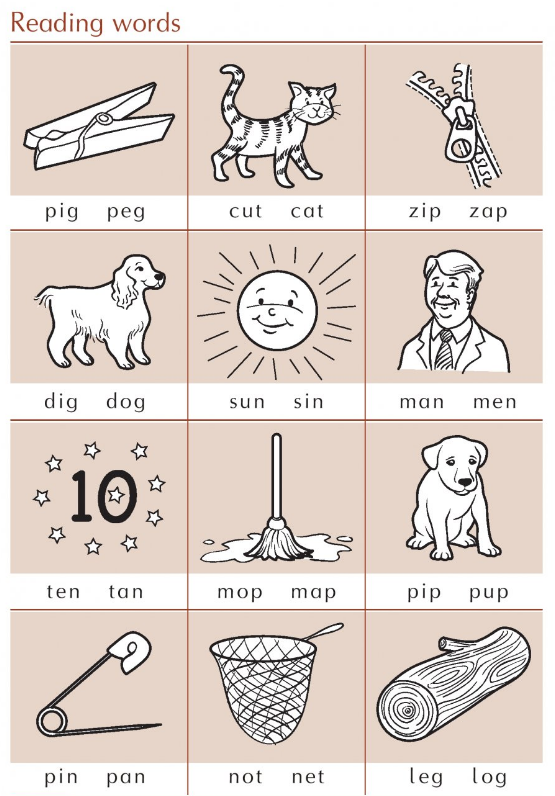 Reading words
pig peg
cut cat
zip zap
dig dog
sun sin
man men
10
ten tan
mop map
pip pup
pin pan
not net
leg log